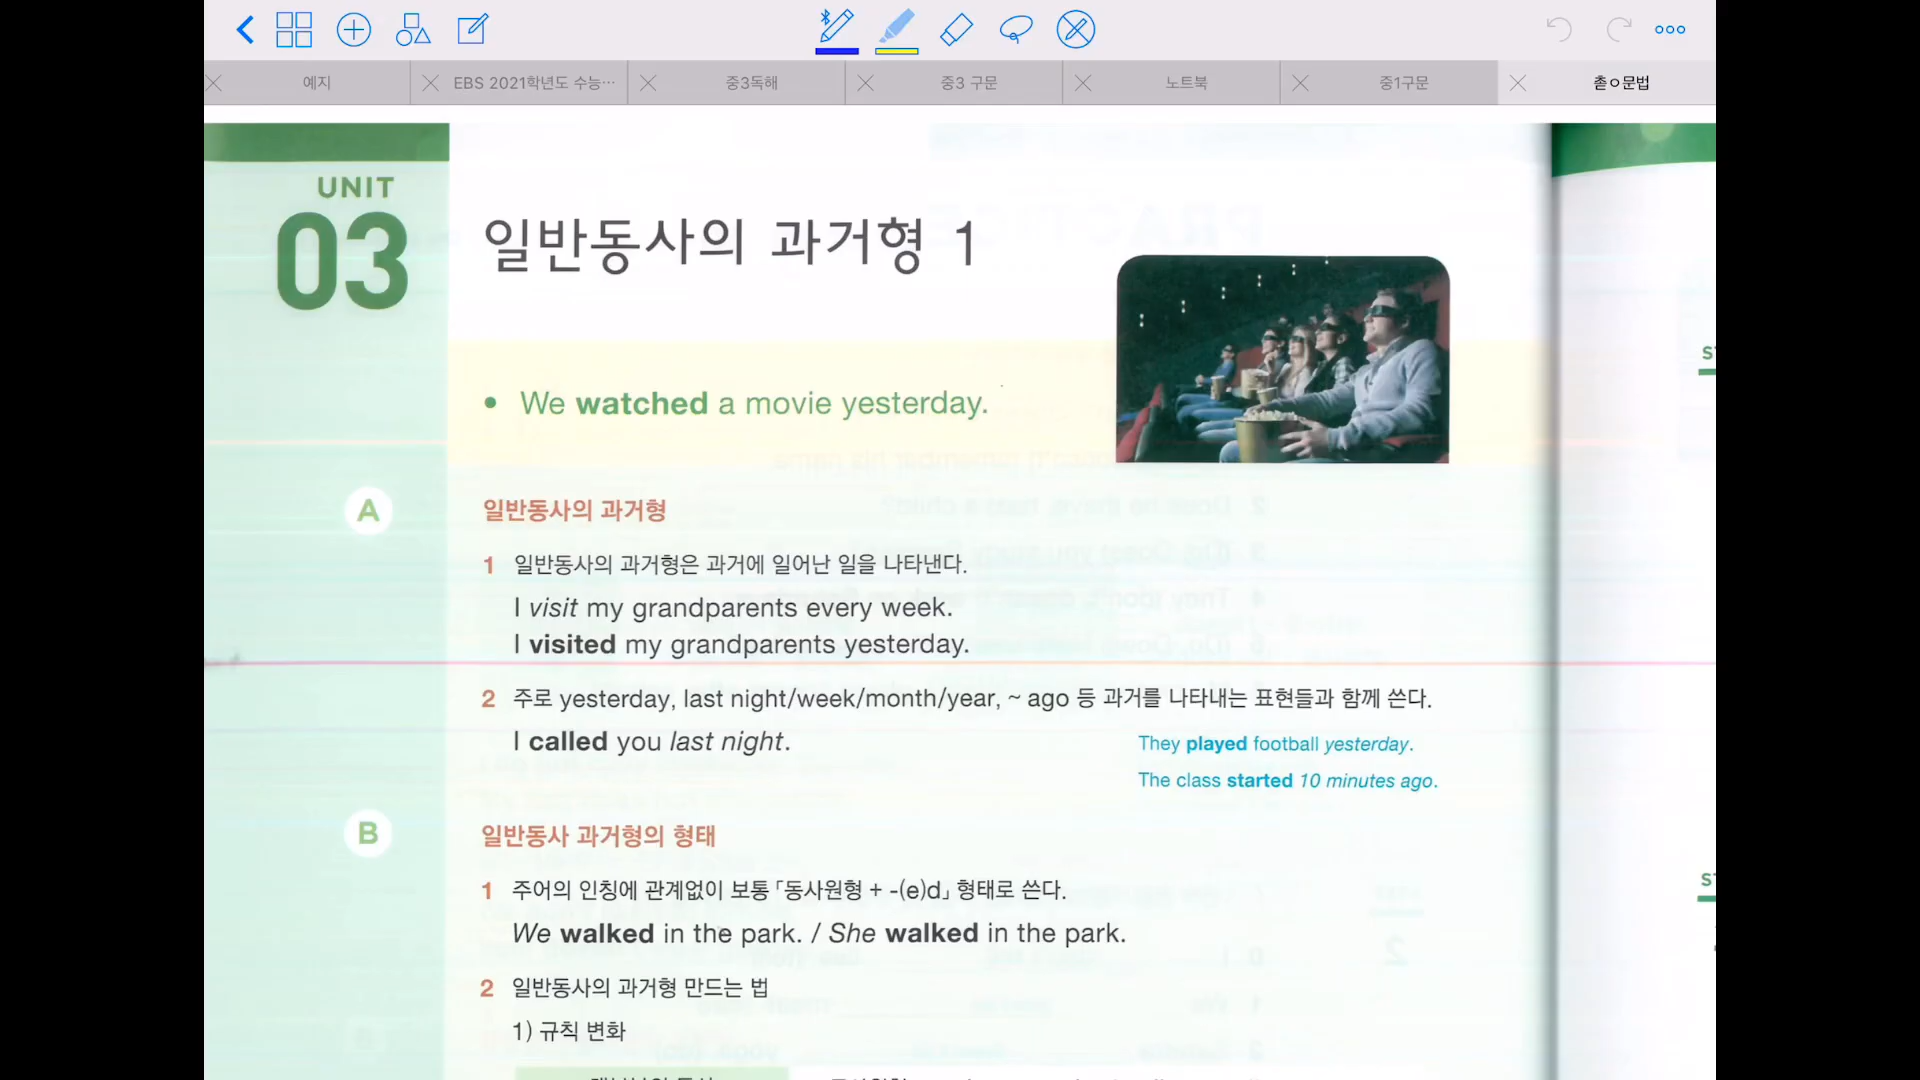 예지
EBS 2021학년도 수능…
중3독해
중3 구문
노트북
중1구문
촏ㅇ문법
UNIT
03
일반동사의 과거형 1
PRACTICE
• We watched a movie yesterday.
A
일반동사의 과거형
1 일반동사의 과거형은 과거에 일어난 일을 나타낸다.
I visit my grandparents every week.
I visited my grandparents yesterday.
2 주로 yesterday, last night/week/month/year, ~ ago 등 과거를 나타내는 표현들과 함께 쓴다.
I called you last night.
They played football yesterday.
The class started 10 minutes ago.
B
일반동사 과거형의 형태
1 주어의 인칭에 관계없이 보통 「동사원형 + -(e)d」 형태로 쓴다.
We walked in the park. / She walked in the park.
2 일반동사의 과거형 만드는 법
1) 규칙 변화